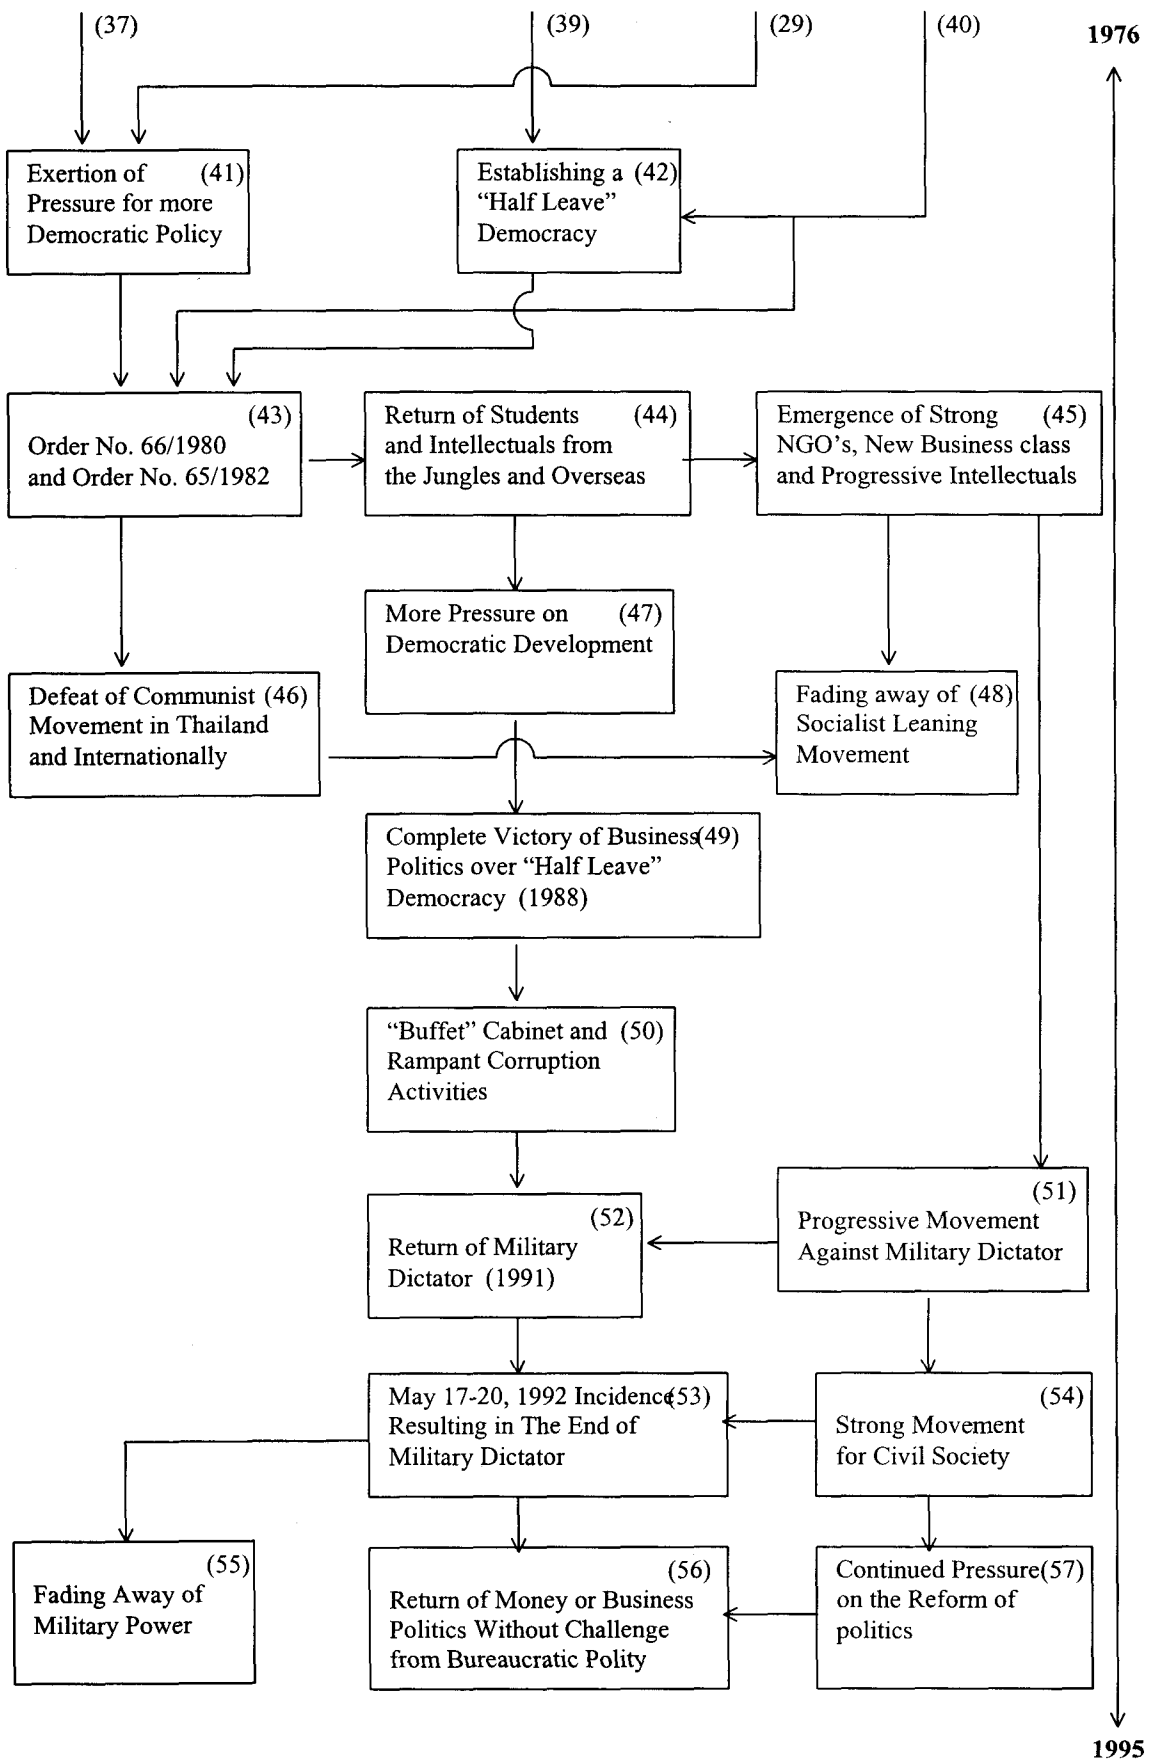 (37)
(39)
(29)
(40)
1976
Exertion of (41)
Pressure for more
Democratic Policy
Establishing a (42)
“Half Leave”
Democracy
(43)
Order No. 66/1980
and Order No. 65/1982
Return of Students (44)
and Intellectuals from
the Jungles and Overseas
Emergence of Strong (45)
NGO’s, New Business class
and Progressive Intellectuals
More Pressure on (47)
Democratic Development
Defeat of Communist (46)
Movement in Thailand
and Internationally
Fading away of (48)
Socialist Leaning
Movement
Complete Victory of Business(49)
Politics over “Half Leave”
Democracy (1988)
“Buffet” Cabinet and (50)
Rampant Corruption
Activities
(51)
Progressive Movement
Against Military Dictator
(52)
Return of Military
Dictator (1991)
May 17-20, 1992 Incidence(53)
Resulting in The End of
Military Dictator
(54)
Strong Movement
for Civil Society
(55)
Fading Away of
Military Power
(56)
Return of Money or Business
Politics Without Challenge
from Bureaucratic Polity
Continued Pressure(57)
on the Reform of
politics
1995